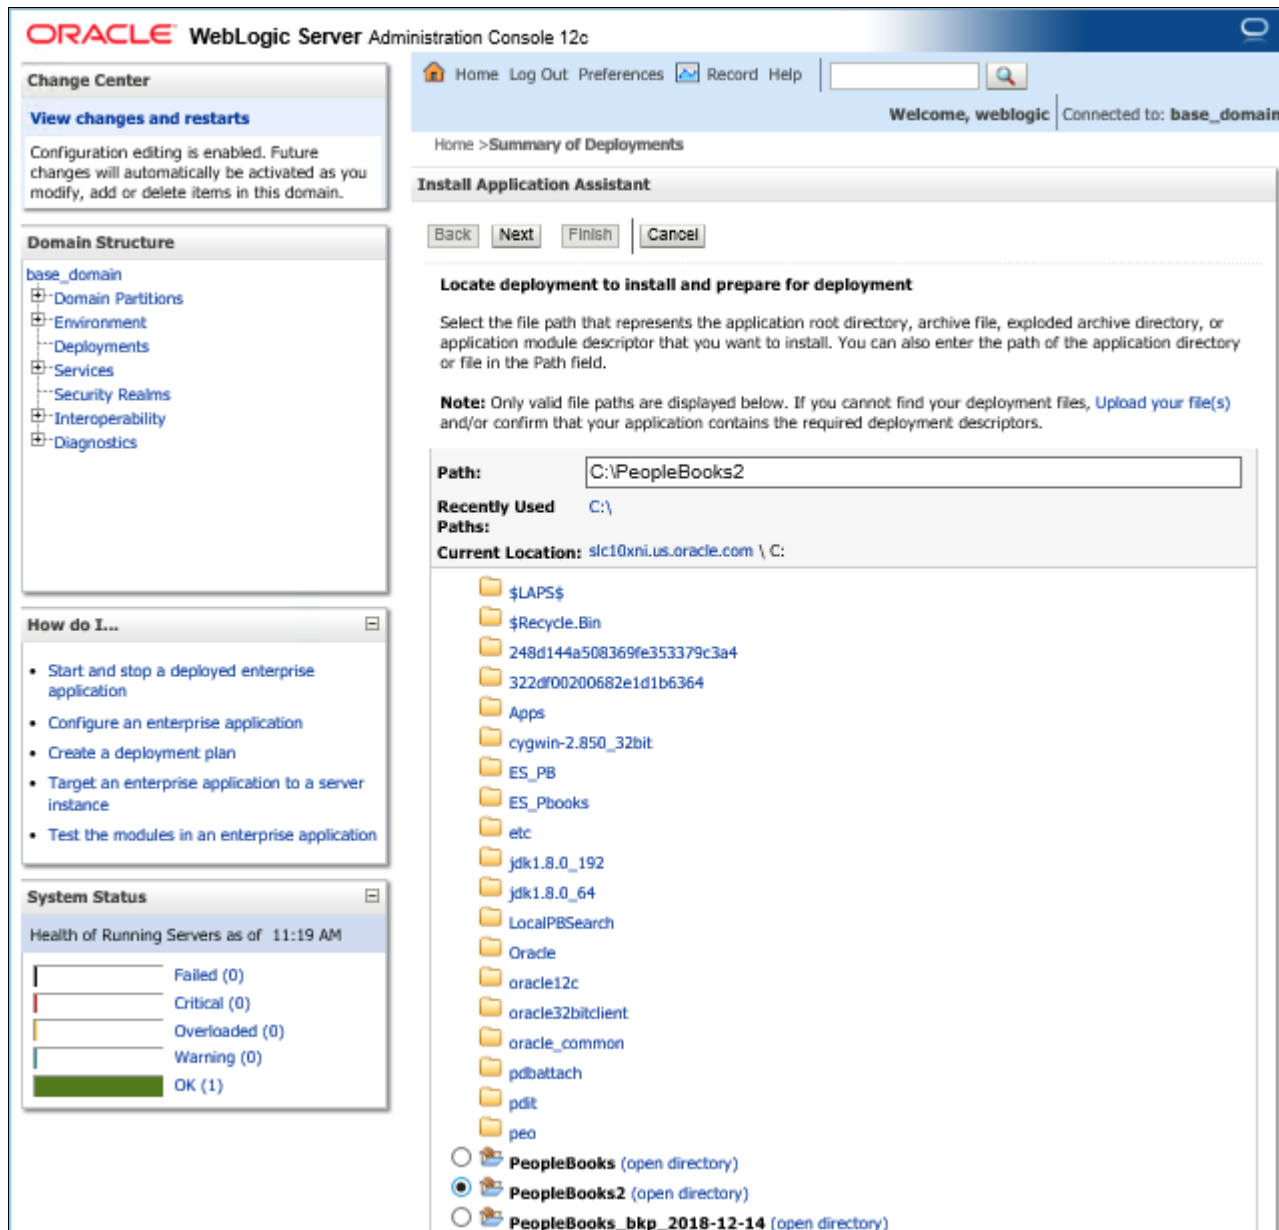 ORACLE WebLogic Server Administration Console 12c
Change Center
View changes and restarts
Configuration editing is enabled. Future
changes will automatically be activated as you
modify, add or delete items in this domain.
Domain Structure
base_domain
Domain Partitions
Environment
Deployments
Services
Security Realms
Interoperability
Diagnostics
How do I...
Start and stop a deployed enterprise
application
Configure an enterprise application
Create a deployment plan
Target an enterprise application to a server
instance
Test the modules in an enterprise application
System Status
Health of Running Servers as of 11:19 AM
Failed (0)
Critical (0)
Overloaded (0)
Warning (0)
OK (1)
Home Log Out Preferences Record Help
Welcome, weblogic Connected to: base_domain
Home >Summary of Deployments
Install Application Assistant
Back Next Finish Cancel
Locate deployment to install and prepare for deployment
Select the file path that represents the application root directory, archive file, exploded archive directory, or
application module descriptor that you want to install. You can also enter the path of the application directory
or file in the Path field.
Note: Only valid file paths are displayed below. If you cannot find your deployment files, Upload your file(s)
and/or confirm that your application contains the required deployment descriptors.
Path: C:\PeopleBooks2
Recently Used C:\
Paths:
Current Location: slc10xni.us.oracle.com \ C:
$LAPS$
$Recycle.Bin
248d144a508369fe353379c3a4
322df00200682e1d1b6364
Apps
cygwin-2.850_32bit
ES_PB
ES_Pbooks
etc
jdk1.8.0_192
jdk1.8.0_64
LocalPBSearch
Oracle
oracle12c
oracle32bitclient
oracle_common
pdbattach
pdit
peo
PeopleBooks (open directory)
PeopleBooks2 (open directory)
PeopleBooks_bkp_2018-12-14 (open directory)